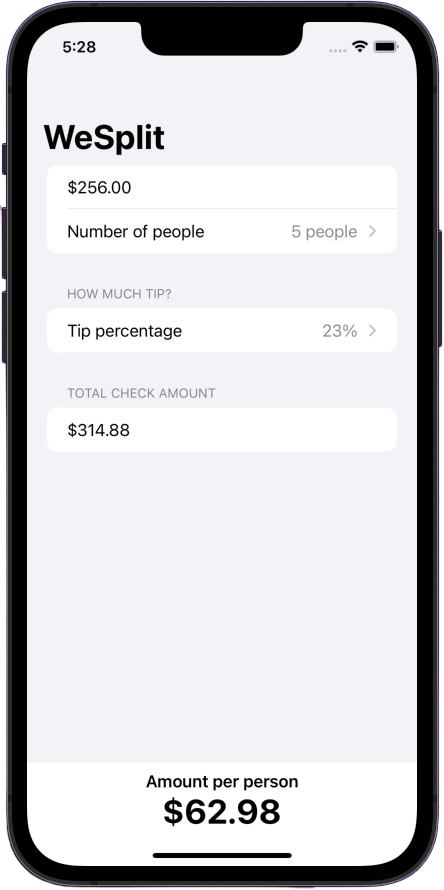 5:28
WeSplit
$256.00
Number of people 5 people
HOW MUCH TIP?
Tip percentage 23%
TOTAL CHECK AMOUNT
$314.88
Amount per person
$62.98